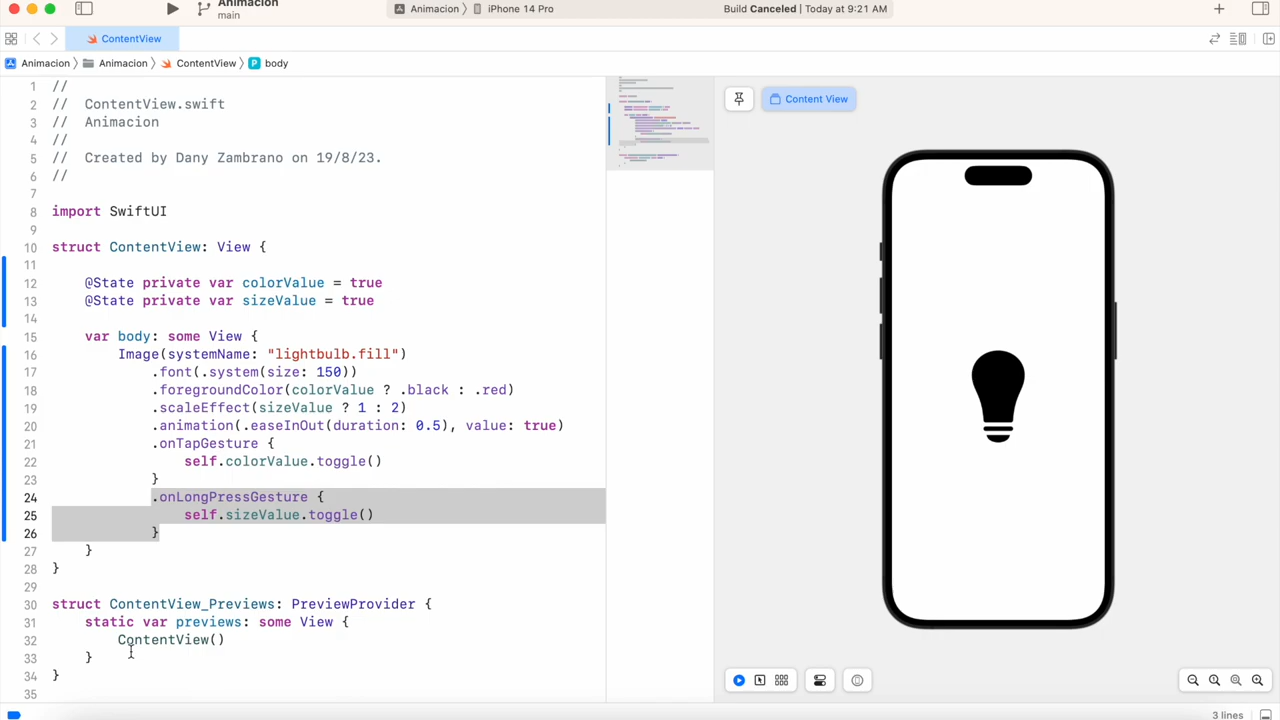 Animacion
main
Animacion 〉 iPhone 14 Pro
Build Canceled | Today at 9:21 AM
ContentView
Animacion 〉 Animacion 〉 ContentView 〉 P body
Content View
1 //
2 //  ContentView.swift
3 //  Animacion
4 //
5 //  Created by Dany Zambrano on 19/8/23.
6 //
7
8 import SwiftUI
9
10 struct ContentView: View {
11
12     @State private var colorValue = true
13     @State private var sizeValue = true
14
15     var body: some View {
16         Image(systemName: "lightbulb.fill")
17             .font(.system(size: 150))
18             .foregroundColor(colorValue ? .black : .red)
19             .scaleEffect(sizeValue ? 1 : 2)
20             .animation(.easeInOut(duration: 0.5), value: true)
21             .onTapGesture {
22                 self.colorValue.toggle()
23             }
24             .onLongPressGesture {
25                 self.sizeValue.toggle()
26             }
27     }
28 }
29
30 struct ContentView_Previews: PreviewProvider {
31     static var previews: some View {
32         ContentView()
33     }
34 }
35
3 lines